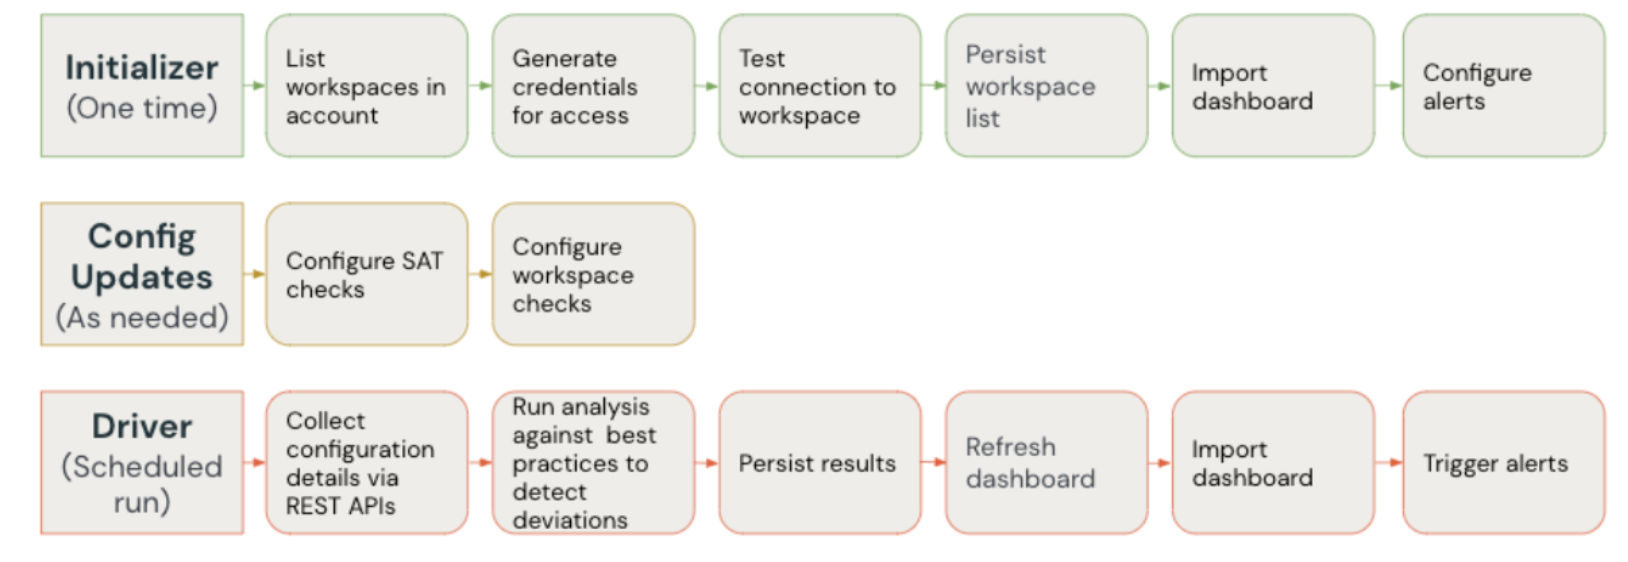 Initializer
(One time)
List
workspaces in
account
Generate
credentials
for access
Test
connection to
workspace
Persist
workspace
list
Import
dashboard
Configure
alerts
Config
Updates
(As needed)
Configure SAT
checks
Configure
workspace
checks
Driver
(Scheduled
run)
Collect
configuration
details via
REST APIs
Run analysis
against  best
practices to
detect
deviations
Persist results
Refresh
dashboard
Import
dashboard
Trigger alerts